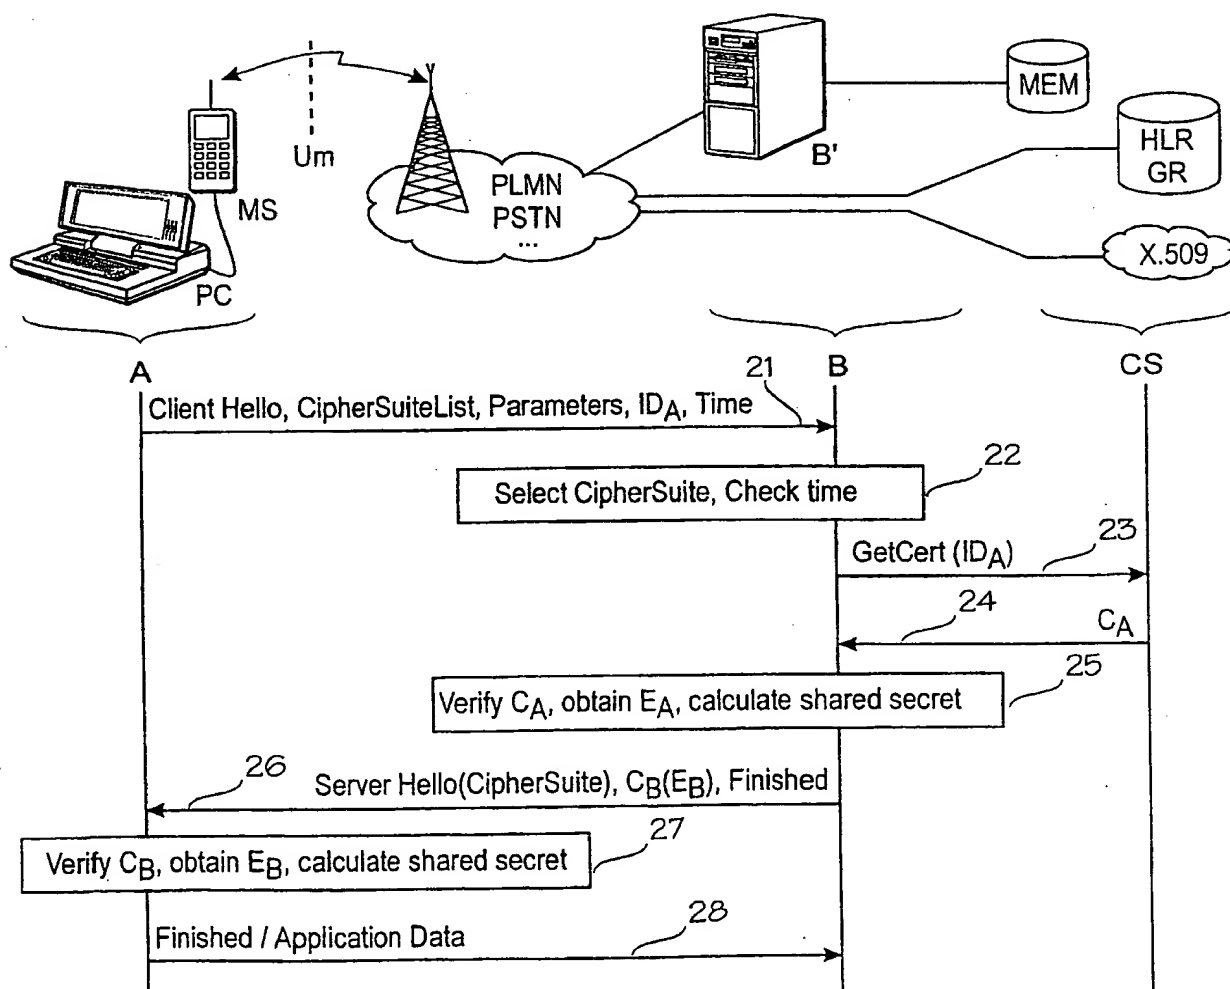 MEM
HLR
GR
Um
B'
MS
PLMN
PSTN
...
X.509
PC
A
B
CS
21
Client Hello, CipherSuiteList, Parameters, IDA, Time
22
Select CipherSuite, Check time
23
GetCert (IDA)
24
CA
25
Verify CA, obtain EA, calculate shared secret
26
Server Hello(CipherSuite), CB(EB), Finished
27
Verify CB, obtain EB, calculate shared secret
28
Finished / Application Data